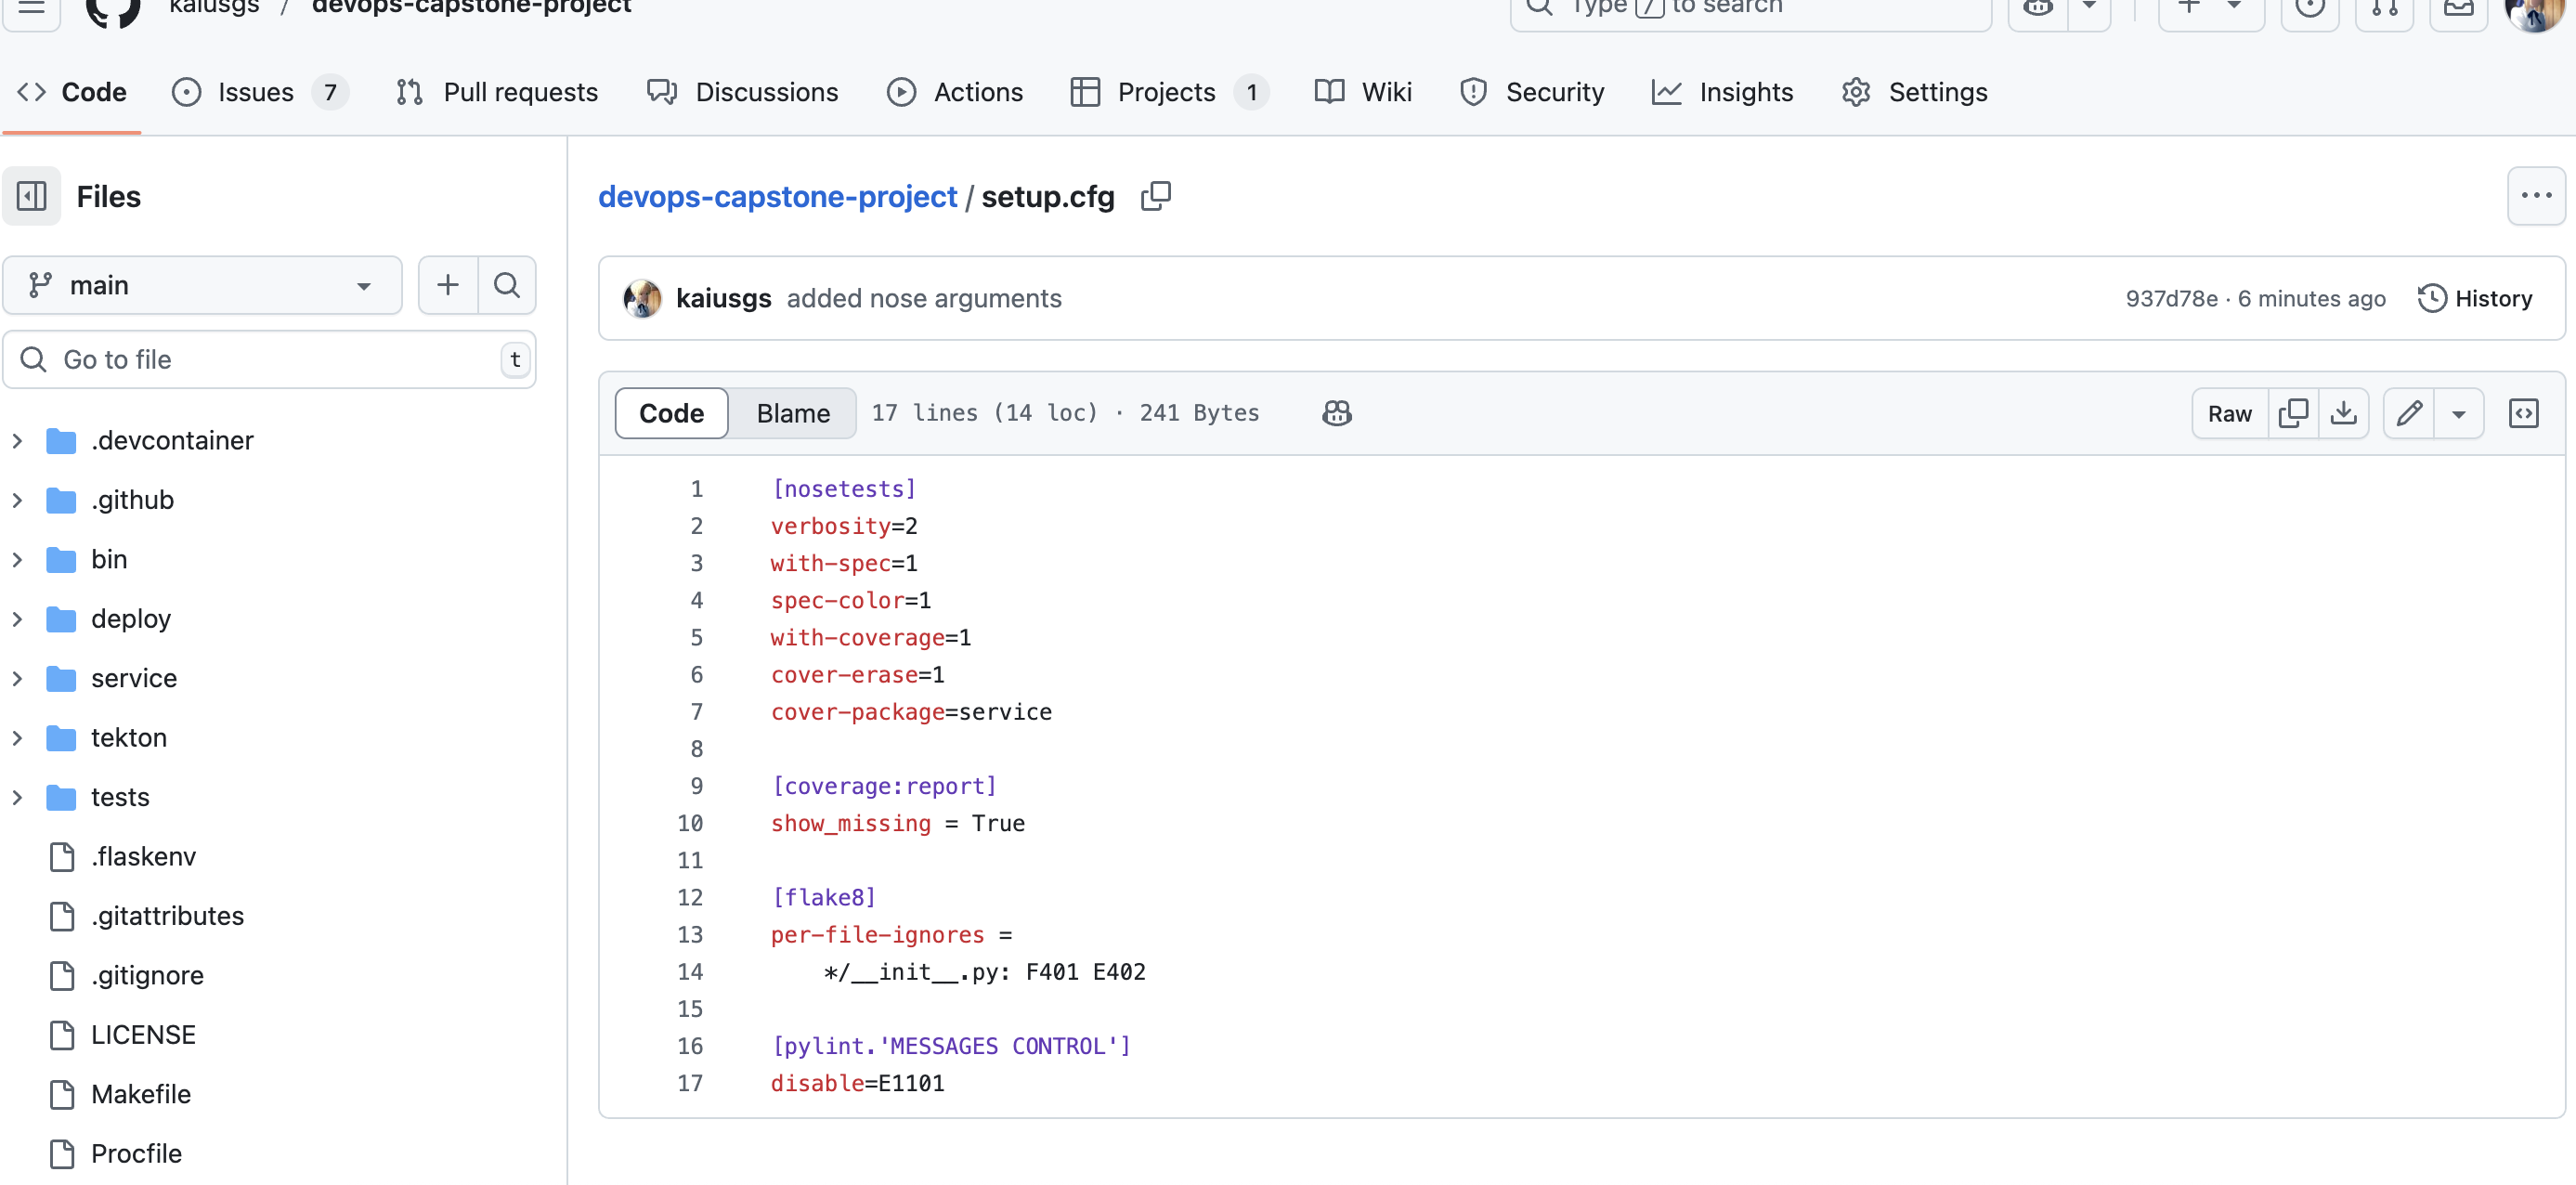 kaiusgs / devops-capstone-project
Type / to search
Code Issues 7 Pull requests Discussions Actions Projects 1 Wiki Security Insights Settings
Files
main
Go to file t
.devcontainer
.github
bin
deploy
service
tekton
tests
.flaskenv
.gitattributes
.gitignore
LICENSE
Makefile
Procfile
devops-capstone-project / setup.cfg
kaiusgs added nose arguments 937d78e · 6 minutes ago History
Code Blame 17 lines (14 loc) · 241 Bytes Raw
1 [nosetests]
2 verbosity=2
3 with-spec=1
4 spec-color=1
5 with-coverage=1
6 cover-erase=1
7 cover-package=service
8
9 [coverage:report]
10 show_missing = True
11
12 [flake8]
13 per-file-ignores =
14     */__init__.py: F401 E402
15
16 [pylint.'MESSAGES CONTROL']
17 disable=E1101